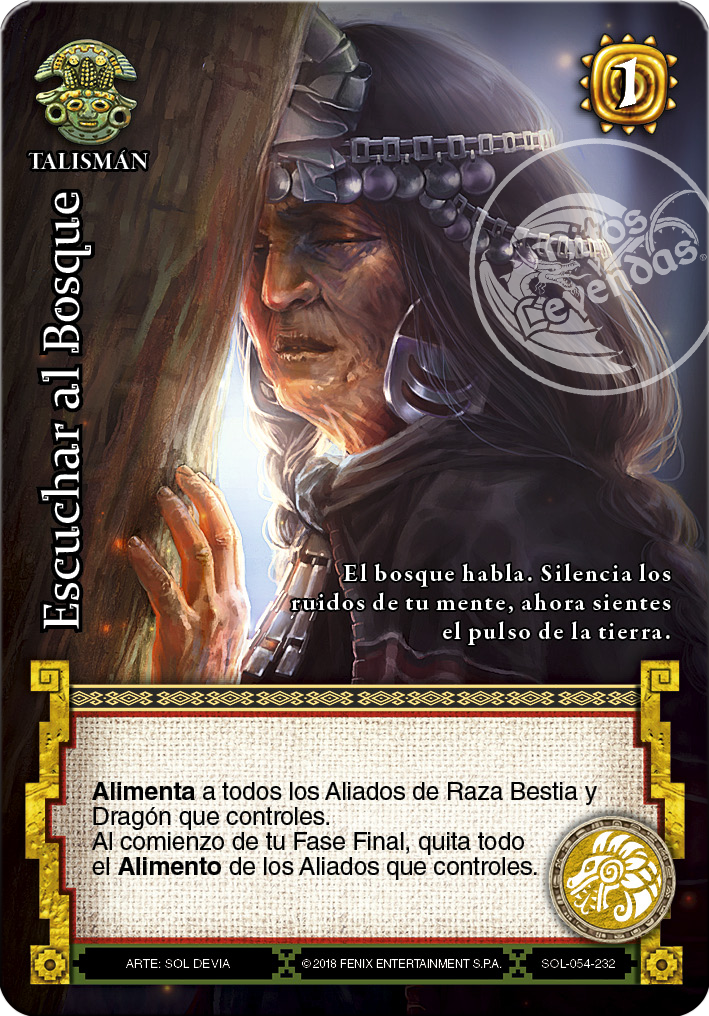 1
TALISMÁN
Mitos
Leyendas
Escuchar al Bosque
El bosque habla. Silencia los
ruidos de tu mente, ahora sientes
el pulso de la tierra.
Alimenta a todos los Aliados de Raza Bestia y
Dragón que controles.
Al comienzo de tu Fase Final, quita todo
el Alimento de los Aliados que controles.
ARTE: SOL DEVIA
©2018 FENIX ENTERTAINMENT S.P.A.
SOL-054-232